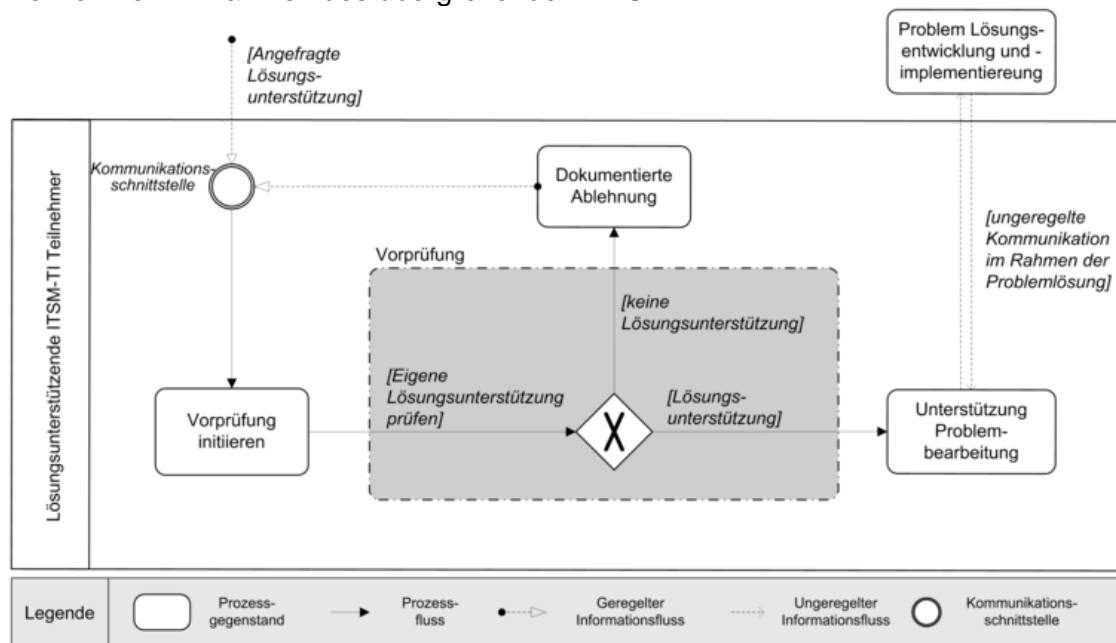 [Angefragte
Lösungs-
unterstützung]
Problem Lösungs-
entwicklung und -
implementiereung
Lösungsunterstützende ITSM-TI Teilnehmer
Kommunikations-
schnittstelle
Dokumentierte
Ablehnung
[ungeregelte
Kommunikation
im Rahmen der
Problemlösung]
Vorprüfung
[keine
Lösungsunterstützung]
[Eigene
Lösungsunterstützung
prüfen]
[Lösungs-
unterstützung]
Vorprüfung
initiieren
Unterstützung
Problem-
bearbeitung
Legende
Prozess-
gegenstand
Prozess-
fluss
Geregelter
Informationsfluss
Ungeregelter
Informationsfluss
Kommunikations-
schnittstelle